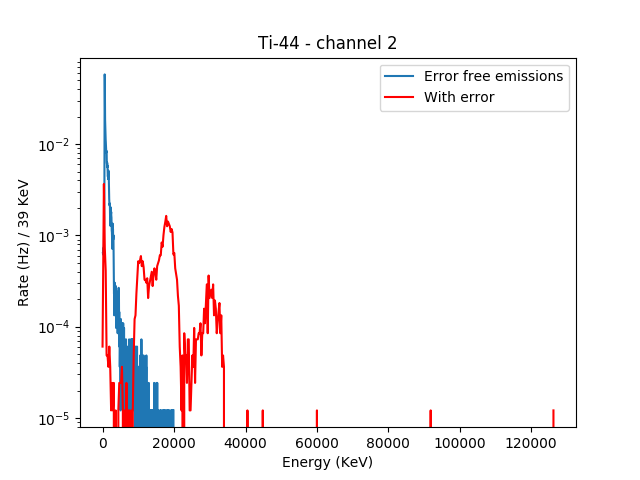 Ti-44 - channel 2
Error free emissions
With error
Rate (Hz) / 39 KeV
10⁻²
10⁻³
10⁻⁴
10⁻⁵
0 20000 40000 60000 80000 100000 120000
Energy (KeV)